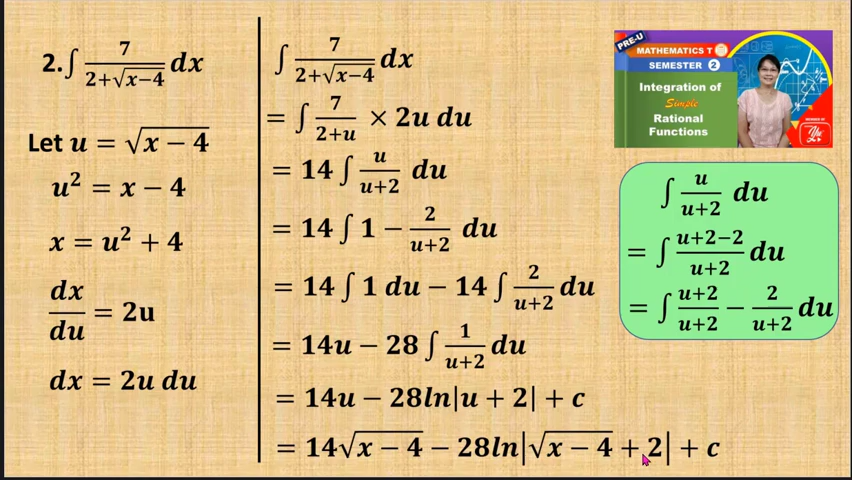 2. ∫ 7/(2+√(x−4)) dx
Let u = √(x − 4)
u² = x − 4
x = u² + 4
dx/du = 2u
dx = 2u du
∫ 7/(2+√(x−4)) dx
= ∫ 7/(2+u) × 2u du
= 14 ∫ u/(u+2) du
= 14 ∫ 1 − 2/(u+2) du
= 14 ∫ 1 du − 14 ∫ 2/(u+2) du
= 14u − 28 ∫ 1/(u+2) du
= 14u − 28ln|u + 2| + c
= 14√(x − 4) − 28ln|√(x − 4) + 2| + c
PRE-U
MATHEMATICS T
SEMESTER 2
Integration of
Simple
Rational
Functions
∫ u/(u+2) du
= ∫ (u+2−2)/(u+2) du
= ∫ (u+2)/(u+2) − 2/(u+2) du